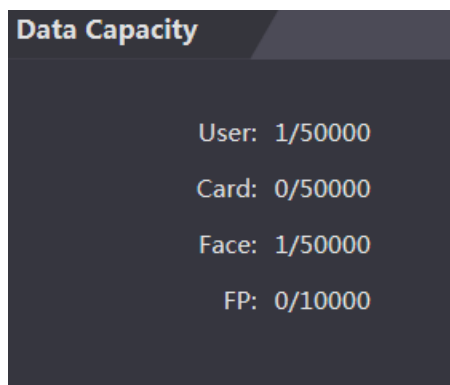 Data Capacity
User: 1/50000
Card: 0/50000
Face: 1/50000
FP: 0/10000